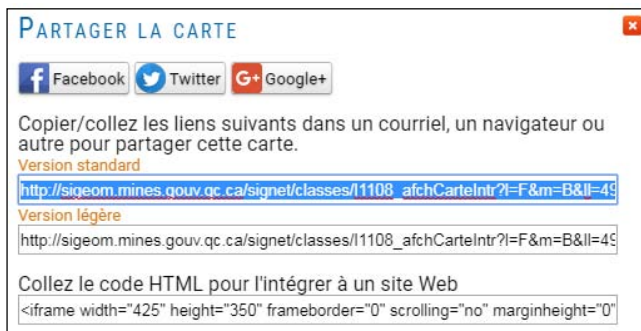 PARTAGER LA CARTE
Facebook Twitter Google+
Copier/collez les liens suivants dans un courriel, un navigateur ou
autre pour partager cette carte.
Version standard
http://sigeom.mines.gouv.qc.ca/signet/classes/I1108_afchCarteIntr?l=F&m=B&ll=49
Version légère
http://sigeom.mines.gouv.qc.ca/signet/classes/I1108_afchCarteIntr?l=F&m=B&ll=49
Collez le code HTML pour l'intégrer à un site Web
<iframe width="425" height="350" frameborder="0" scrolling="no" marginheight="0"